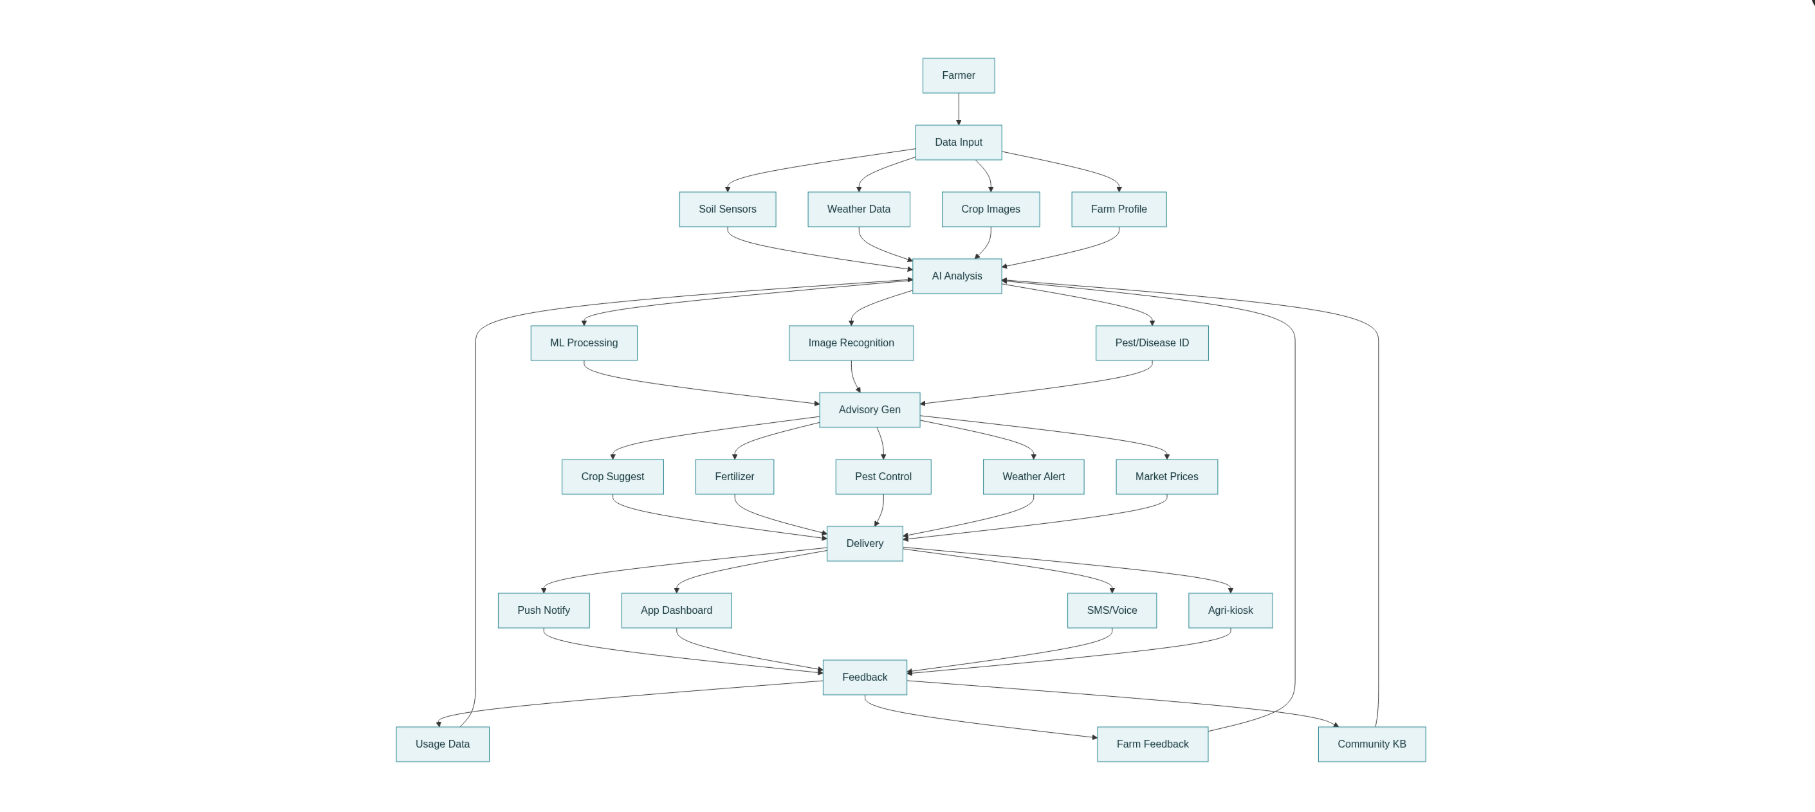 Farmer
Data Input
Soil Sensors
Weather Data
Crop Images
Farm Profile
AI Analysis
ML Processing
Image Recognition
Pest/Disease ID
Advisory Gen
Crop Suggest
Fertilizer
Pest Control
Weather Alert
Market Prices
Delivery
Push Notify
App Dashboard
SMS/Voice
Agri-kiosk
Feedback
Usage Data
Farm Feedback
Community KB